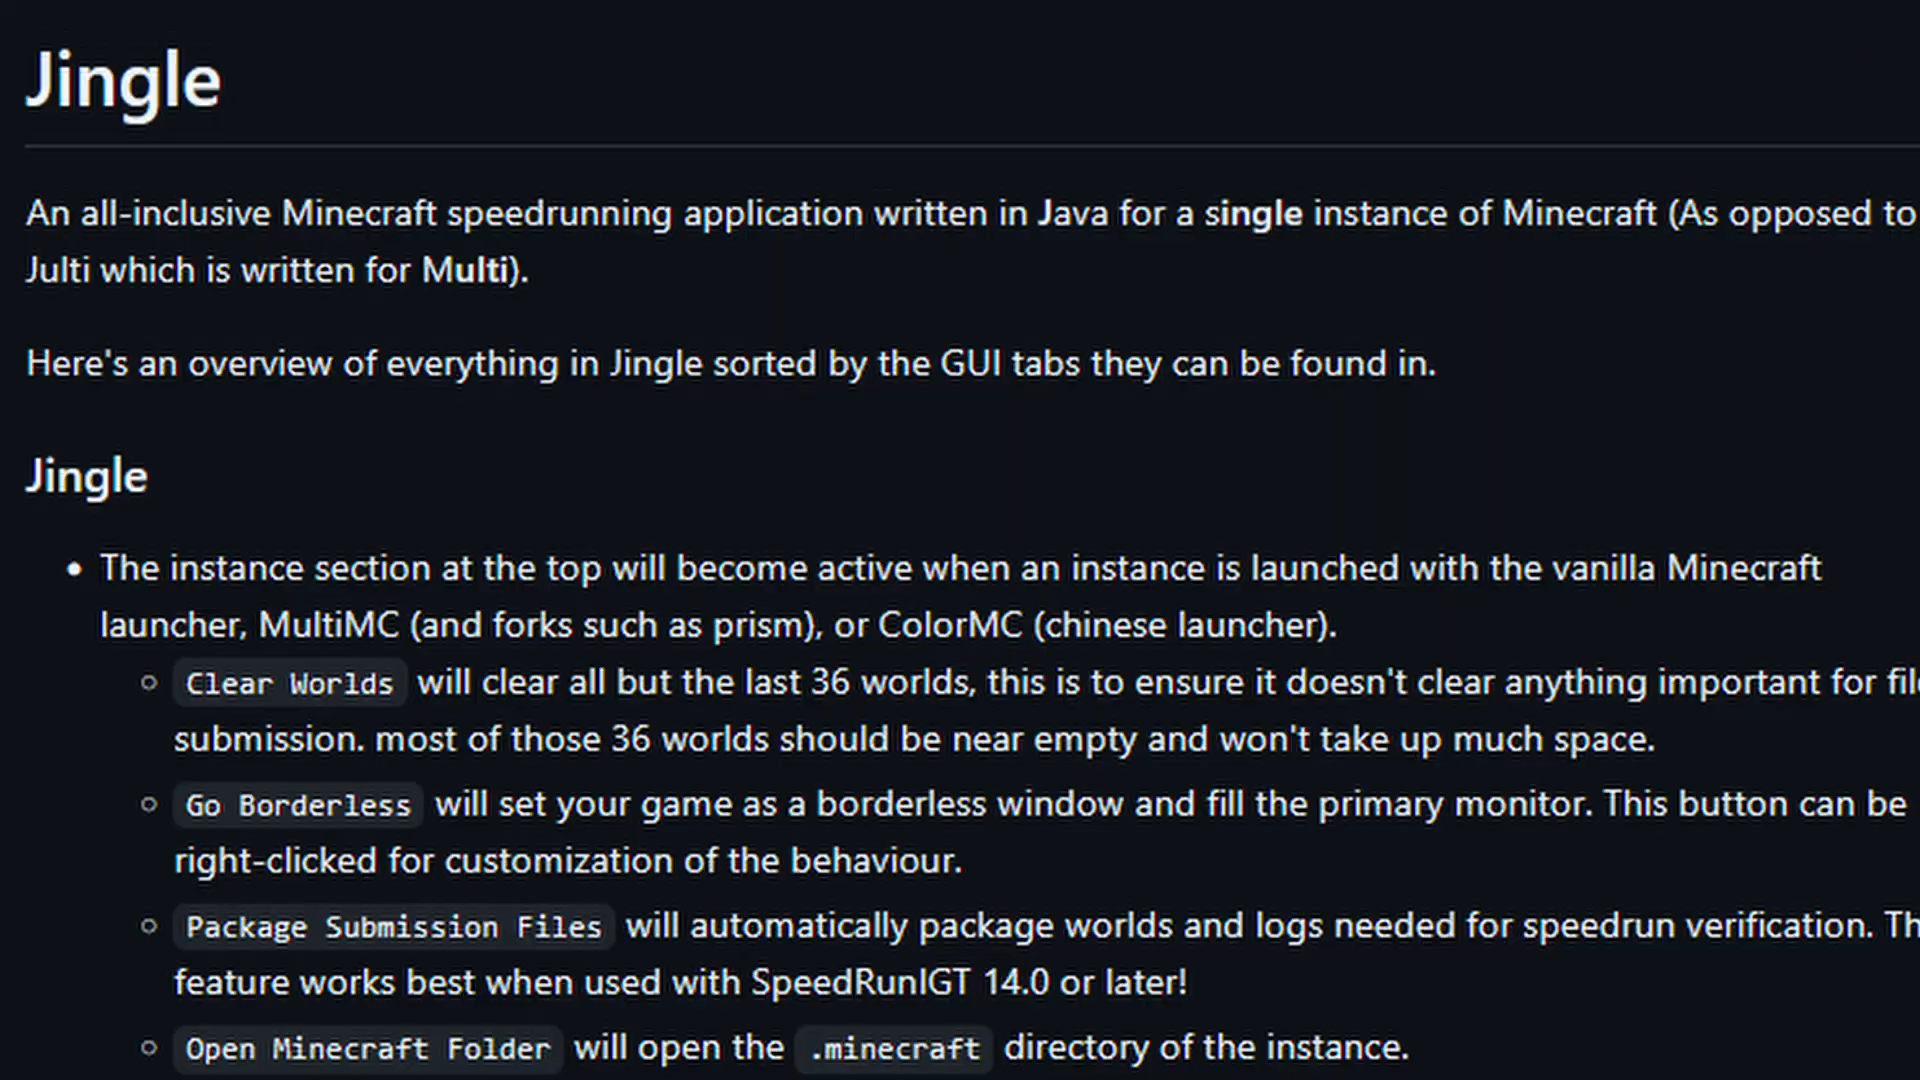 Jingle
An all-inclusive Minecraft speedrunning application written in Java for a single instance of Minecraft (As opposed to
Julti which is written for Multi).
Here's an overview of everything in Jingle sorted by the GUI tabs they can be found in.
Jingle
• The instance section at the top will become active when an instance is launched with the vanilla Minecraft
launcher, MultiMC (and forks such as prism), or ColorMC (chinese launcher).
◦ Clear Worlds will clear all but the last 36 worlds, this is to ensure it doesn't clear anything important for
submission. most of those 36 worlds should be near empty and won't take up much space.
◦ Go Borderless will set your game as a borderless window and fill the primary monitor. This button can be
right-clicked for customization of the behaviour.
◦ Package Submission Files will automatically package worlds and logs needed for speedrun verification.
feature works best when used with SpeedRunIGT 14.0 or later!
◦ Open Minecraft Folder will open the .minecraft directory of the instance.